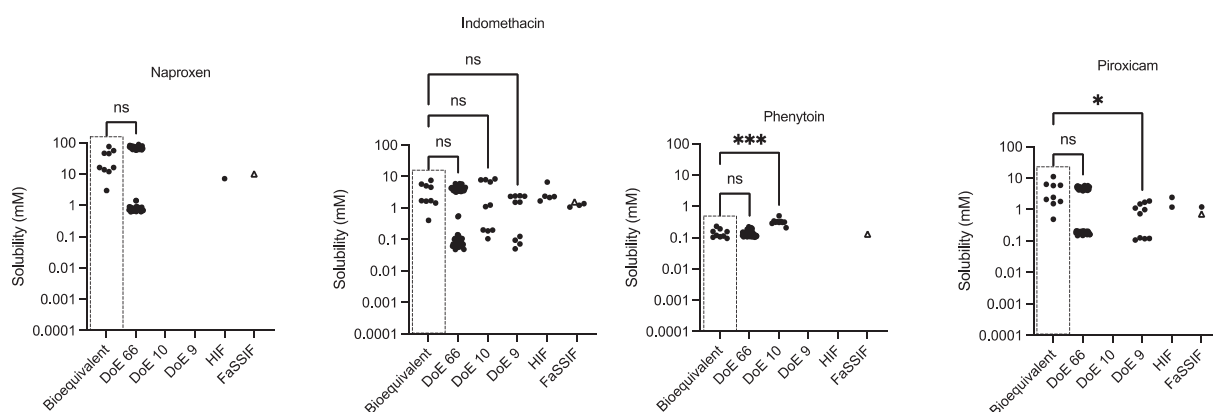 Naproxen
ns
Solubility (mM)
100
10
1
0.1
0.01
0.001
0.0001
Bioequivalent
DoE 66
DoE 10
DoE 9
HIF
FaSSIF
Indomethacin
ns
ns
ns
Solubility (mM)
100
10
1
0.1
0.01
0.001
0.0001
Bioequivalent
DoE 66
DoE 10
DoE 9
HIF
FaSSIF
Phenytoin
***
ns
Solubility (mM)
100
10
1
0.1
0.01
0.001
0.0001
Bioequivalent
DoE 66
DoE 10
DoE 9
HIF
FaSSIF
Piroxicam
*
ns
Solubility (mM)
100
10
1
0.1
0.01
0.001
0.0001
Bioequivalent
DoE 66
DoE 10
DoE 9
HIF
FaSSIF